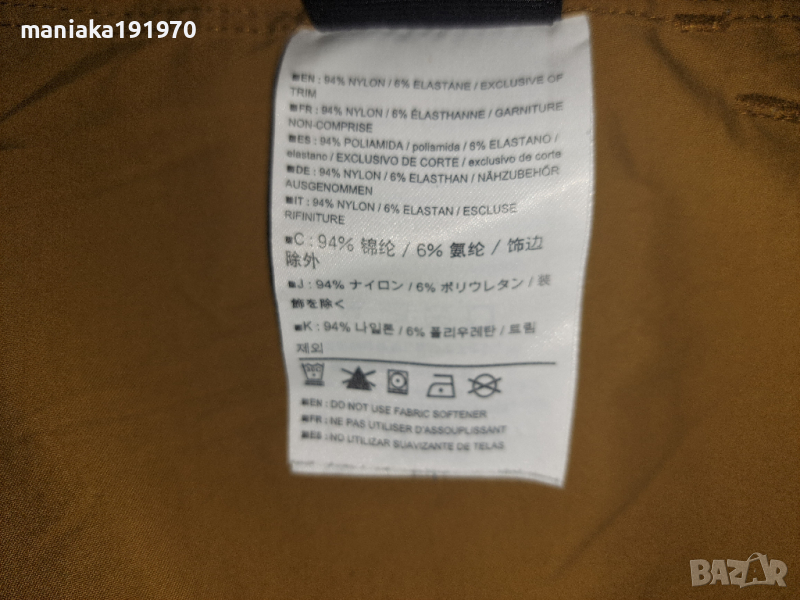 maniaka191970
EN : 94% NYLON / 6% ELASTANE / EXCLUSIVE OF
TRIM
FR : 94% NYLON / 6% ÉLASTHANNE / GARNITURE
NON-COMPRISE
ES : 94% POLIAMIDA / poliamida / 6% ELASTANO /
elastano / EXCLUSIVO DE CORTE / exclusivo de corte
DE : 94% NYLON / 6% ELASTHAN / NÄHZUBEHÖR
AUSGENOMMEN
IT : 94% NYLON / 6% ELASTAN / ESCLUSE
RIFINITURE
C : 94% 锦纶 / 6% 氨纶 / 饰边
除外
J : 94% ナイロン / 6% ポリウレタン / 装
飾を除く
K : 94% 나일론 / 6% 폴리우레탄 / 트림
제외
EN : DO NOT USE FABRIC SOFTENER
FR : NE PAS UTILISER D'ASSOUPLISSANT
ES : NO UTILIZAR SUAVIZANTE DE TELAS
BAZAR